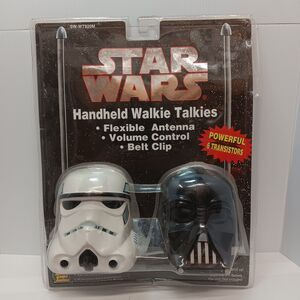 STAR
WARS
Handheld Walkie Talkies
• Flexible Antenna
• Volume Control
• Belt Clip
POWERFUL
6 TRANSISTORS